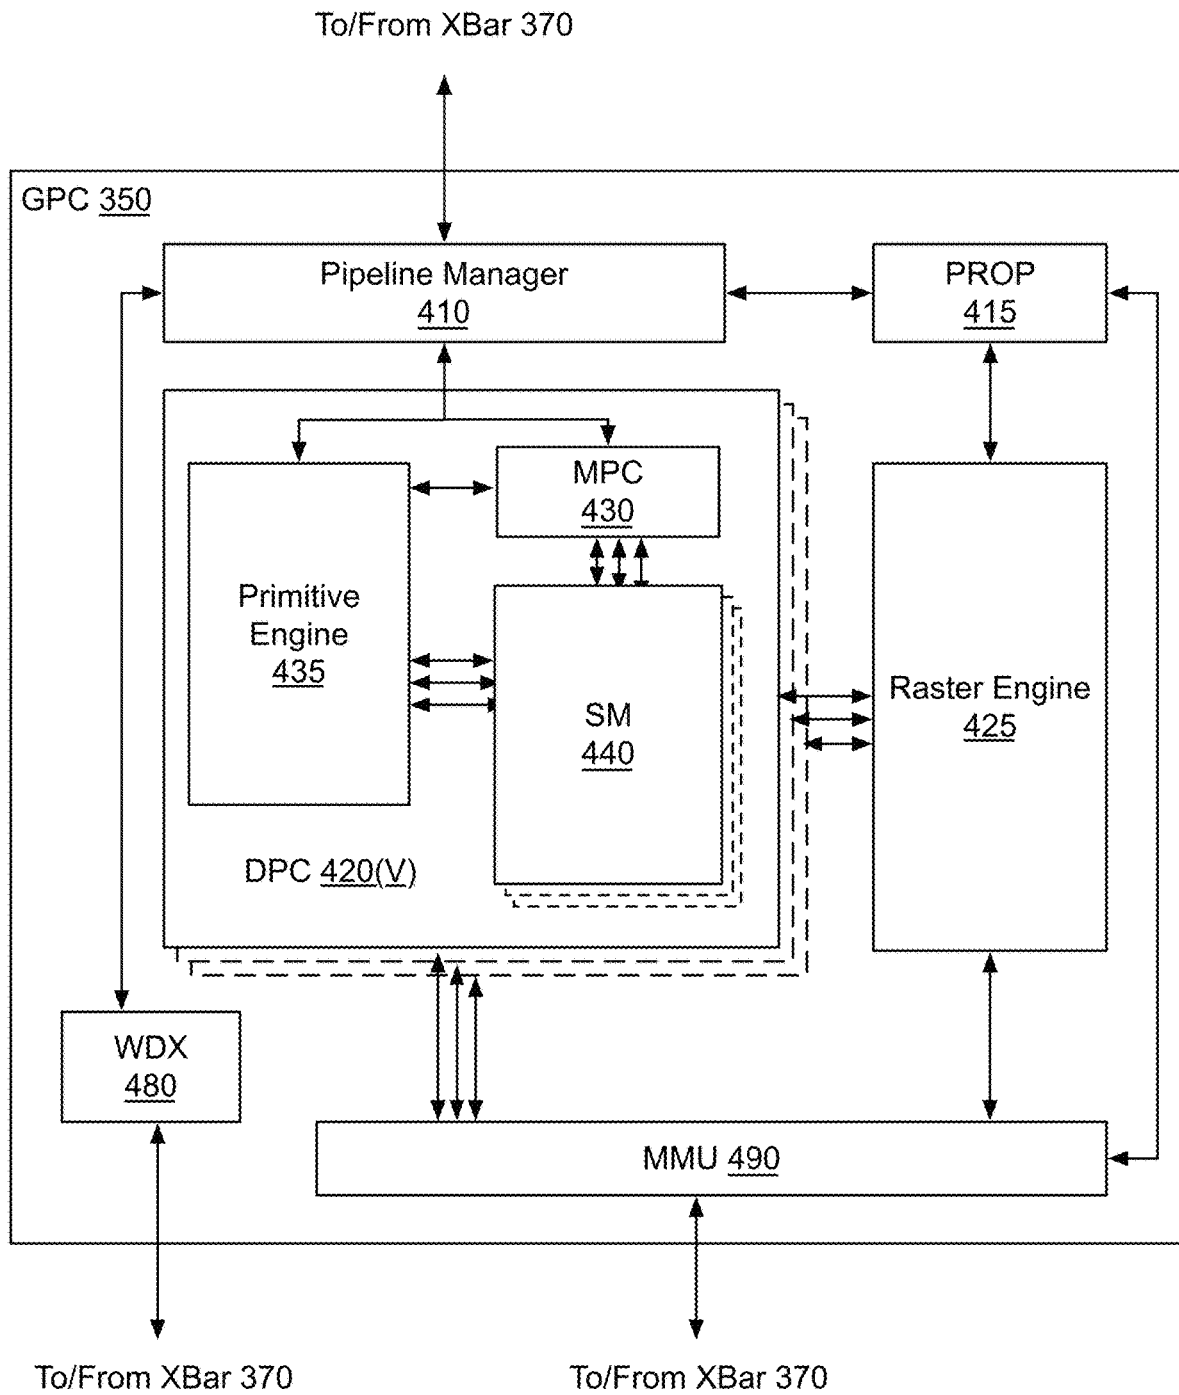 To/From XBar 370
GPC 350
Pipeline Manager
410
PROP
415
MPC
430
Primitive
Engine
435
SM
440
Raster Engine
425
DPC 420(V)
WDX
480
MMU 490
To/From XBar 370
To/From XBar 370